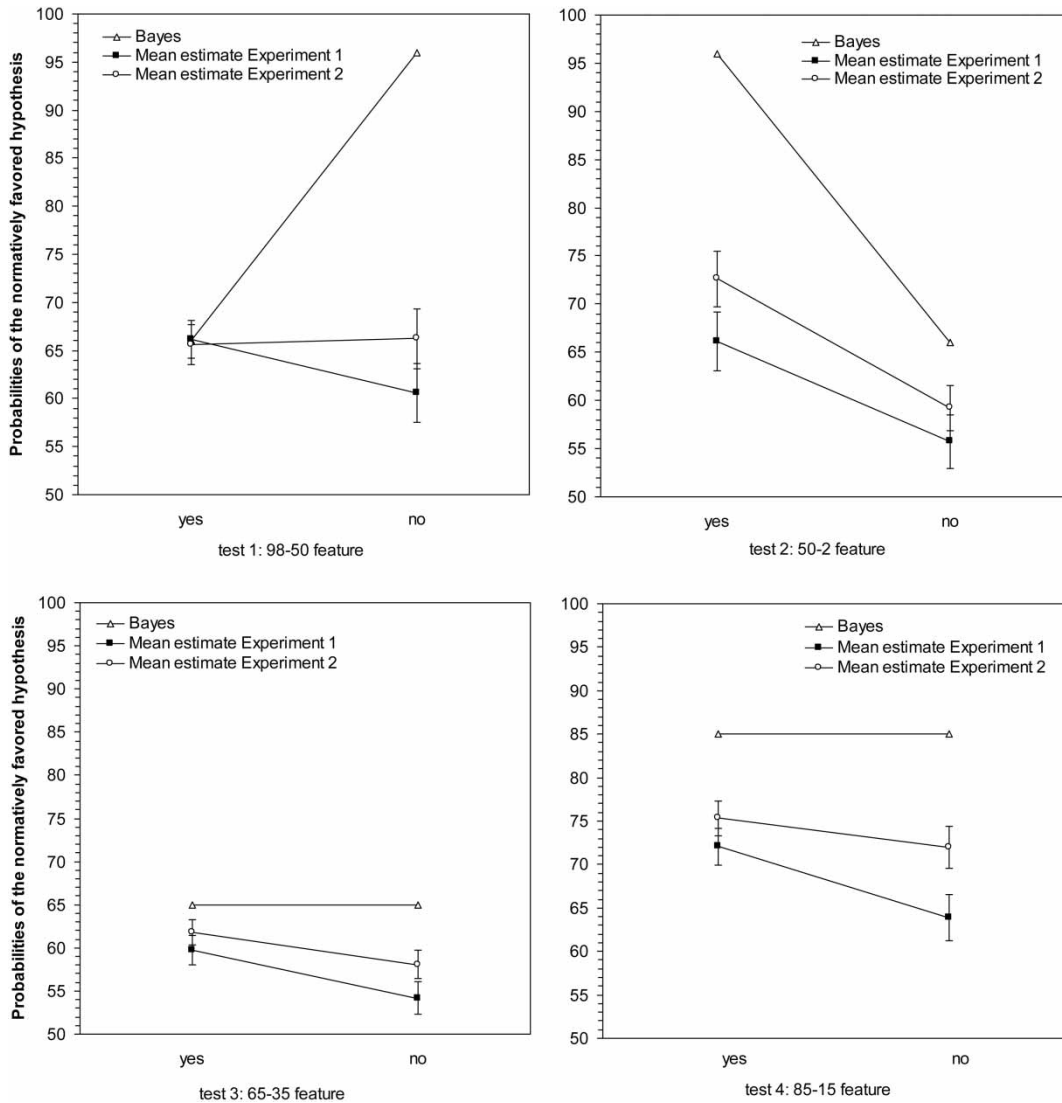 Probabilities of the normatively favored hypothesis
100
95
90
85
80
75
70
65
60
55
50
Bayes
Mean estimate Experiment 1
Mean estimate Experiment 2
yes no
test 1: 98-50 feature
100
95
90
85
80
75
70
65
60
55
50
Bayes
Mean estimate Experiment 1
Mean estimate Experiment 2
yes no
test 2: 50-2 feature
Probabilities of the normatively favored hypothesis
100
95
90
85
80
75
70
65
60
55
50
Bayes
Mean estimate Experiment 1
Mean estimate Experiment 2
yes no
test 3: 65-35 feature
100
95
90
85
80
75
70
65
60
55
50
Bayes
Mean estimate Experiment 1
Mean estimate Experiment 2
yes no
test 4: 85-15 feature